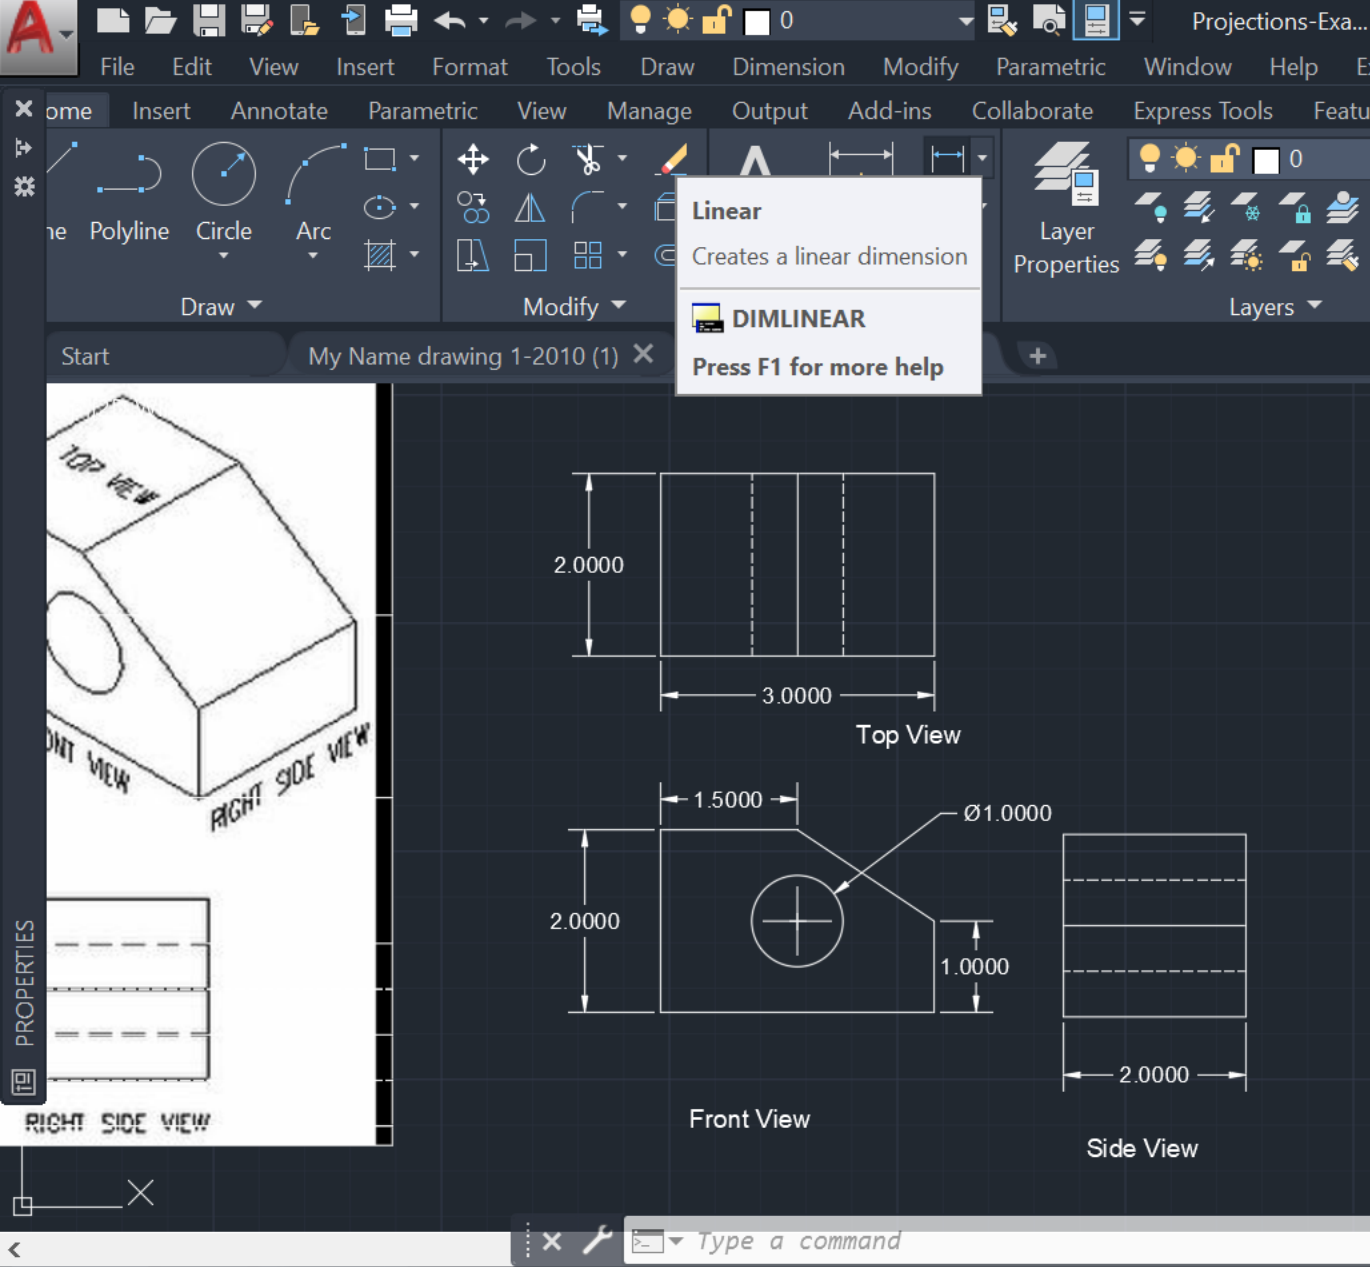 0
Projections-Exa...
File Edit View Insert Format Tools Draw Dimension Modify Parametric Window Help
ome Insert Annotate Parametric View Manage Output Add-ins Collaborate Express Tools Featu
0
ne Polyline Circle Arc
Layer
Properties
Draw
Modify
Layers
Linear
Creates a linear dimension
DIMLINEAR
Press F1 for more help
Start
My Name drawing 1-2010 (1)
TOP VIEW
ONT VIEW
RIGHT SIDE VIEW
RIGHT SIDE VIEW
PROPERTIES
2.0000
3.0000
Top View
1.5000
Ø1.0000
2.0000
1.0000
2.0000
Front View
Side View
Type a command